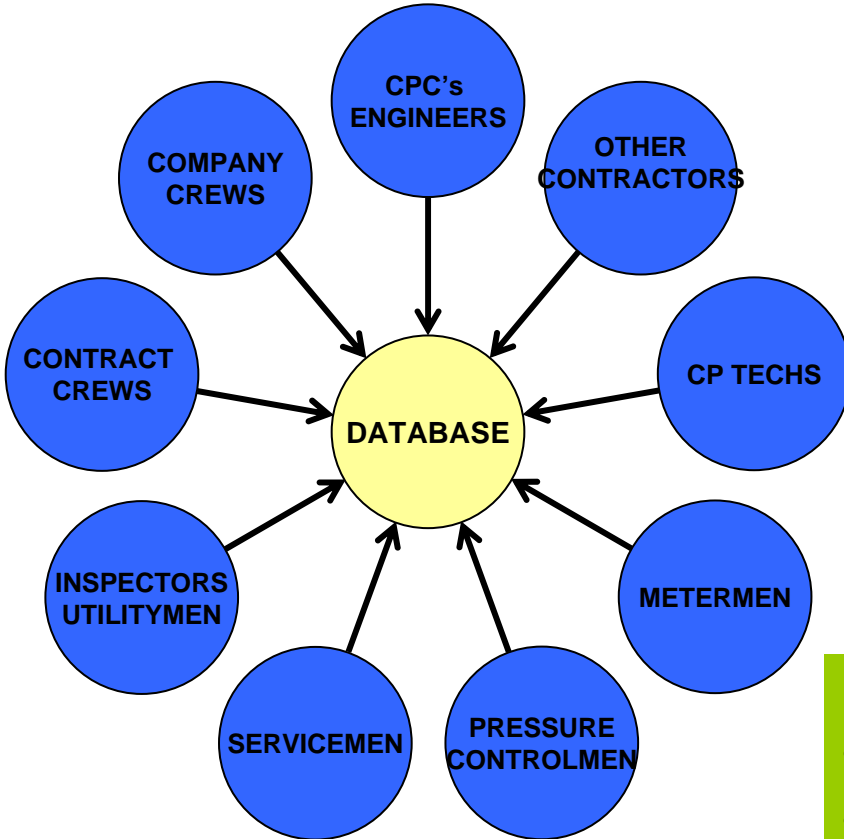 CPC's
ENGINEERS
COMPANY
CREWS
OTHER
CONTRACTORS
CONTRACT
CREWS
CP TECHS
DATABASE
INSPECTORS
UTILITYMEN
METERMEN
SERVICEMEN
PRESSURE
CONTROLMEN